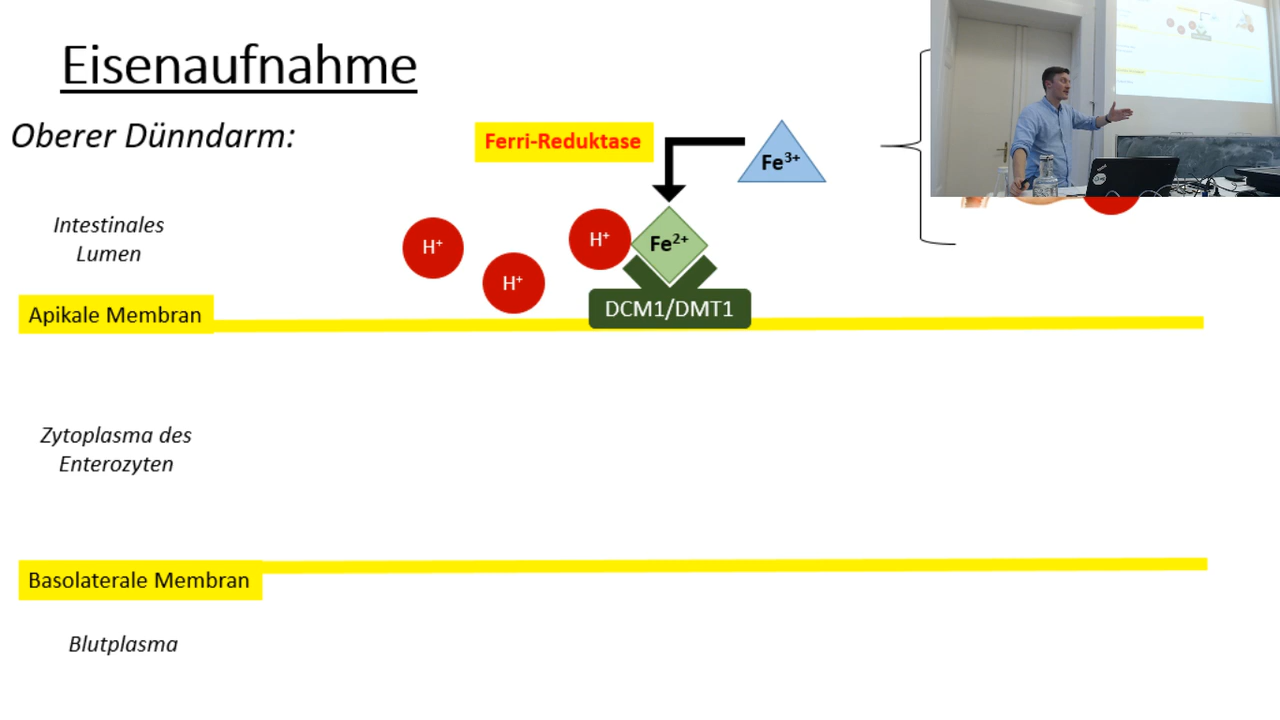 Eisenaufnahme
Oberer Dünndarm:
Ferri-Reduktase
Fe³⁺
Intestinales
Lumen
H⁺
H⁺
H⁺
Fe²⁺
Apikale Membran
DCM1/DMT1
Zytoplasma des
Enterozyten
Basolaterale Membran
Blutplasma